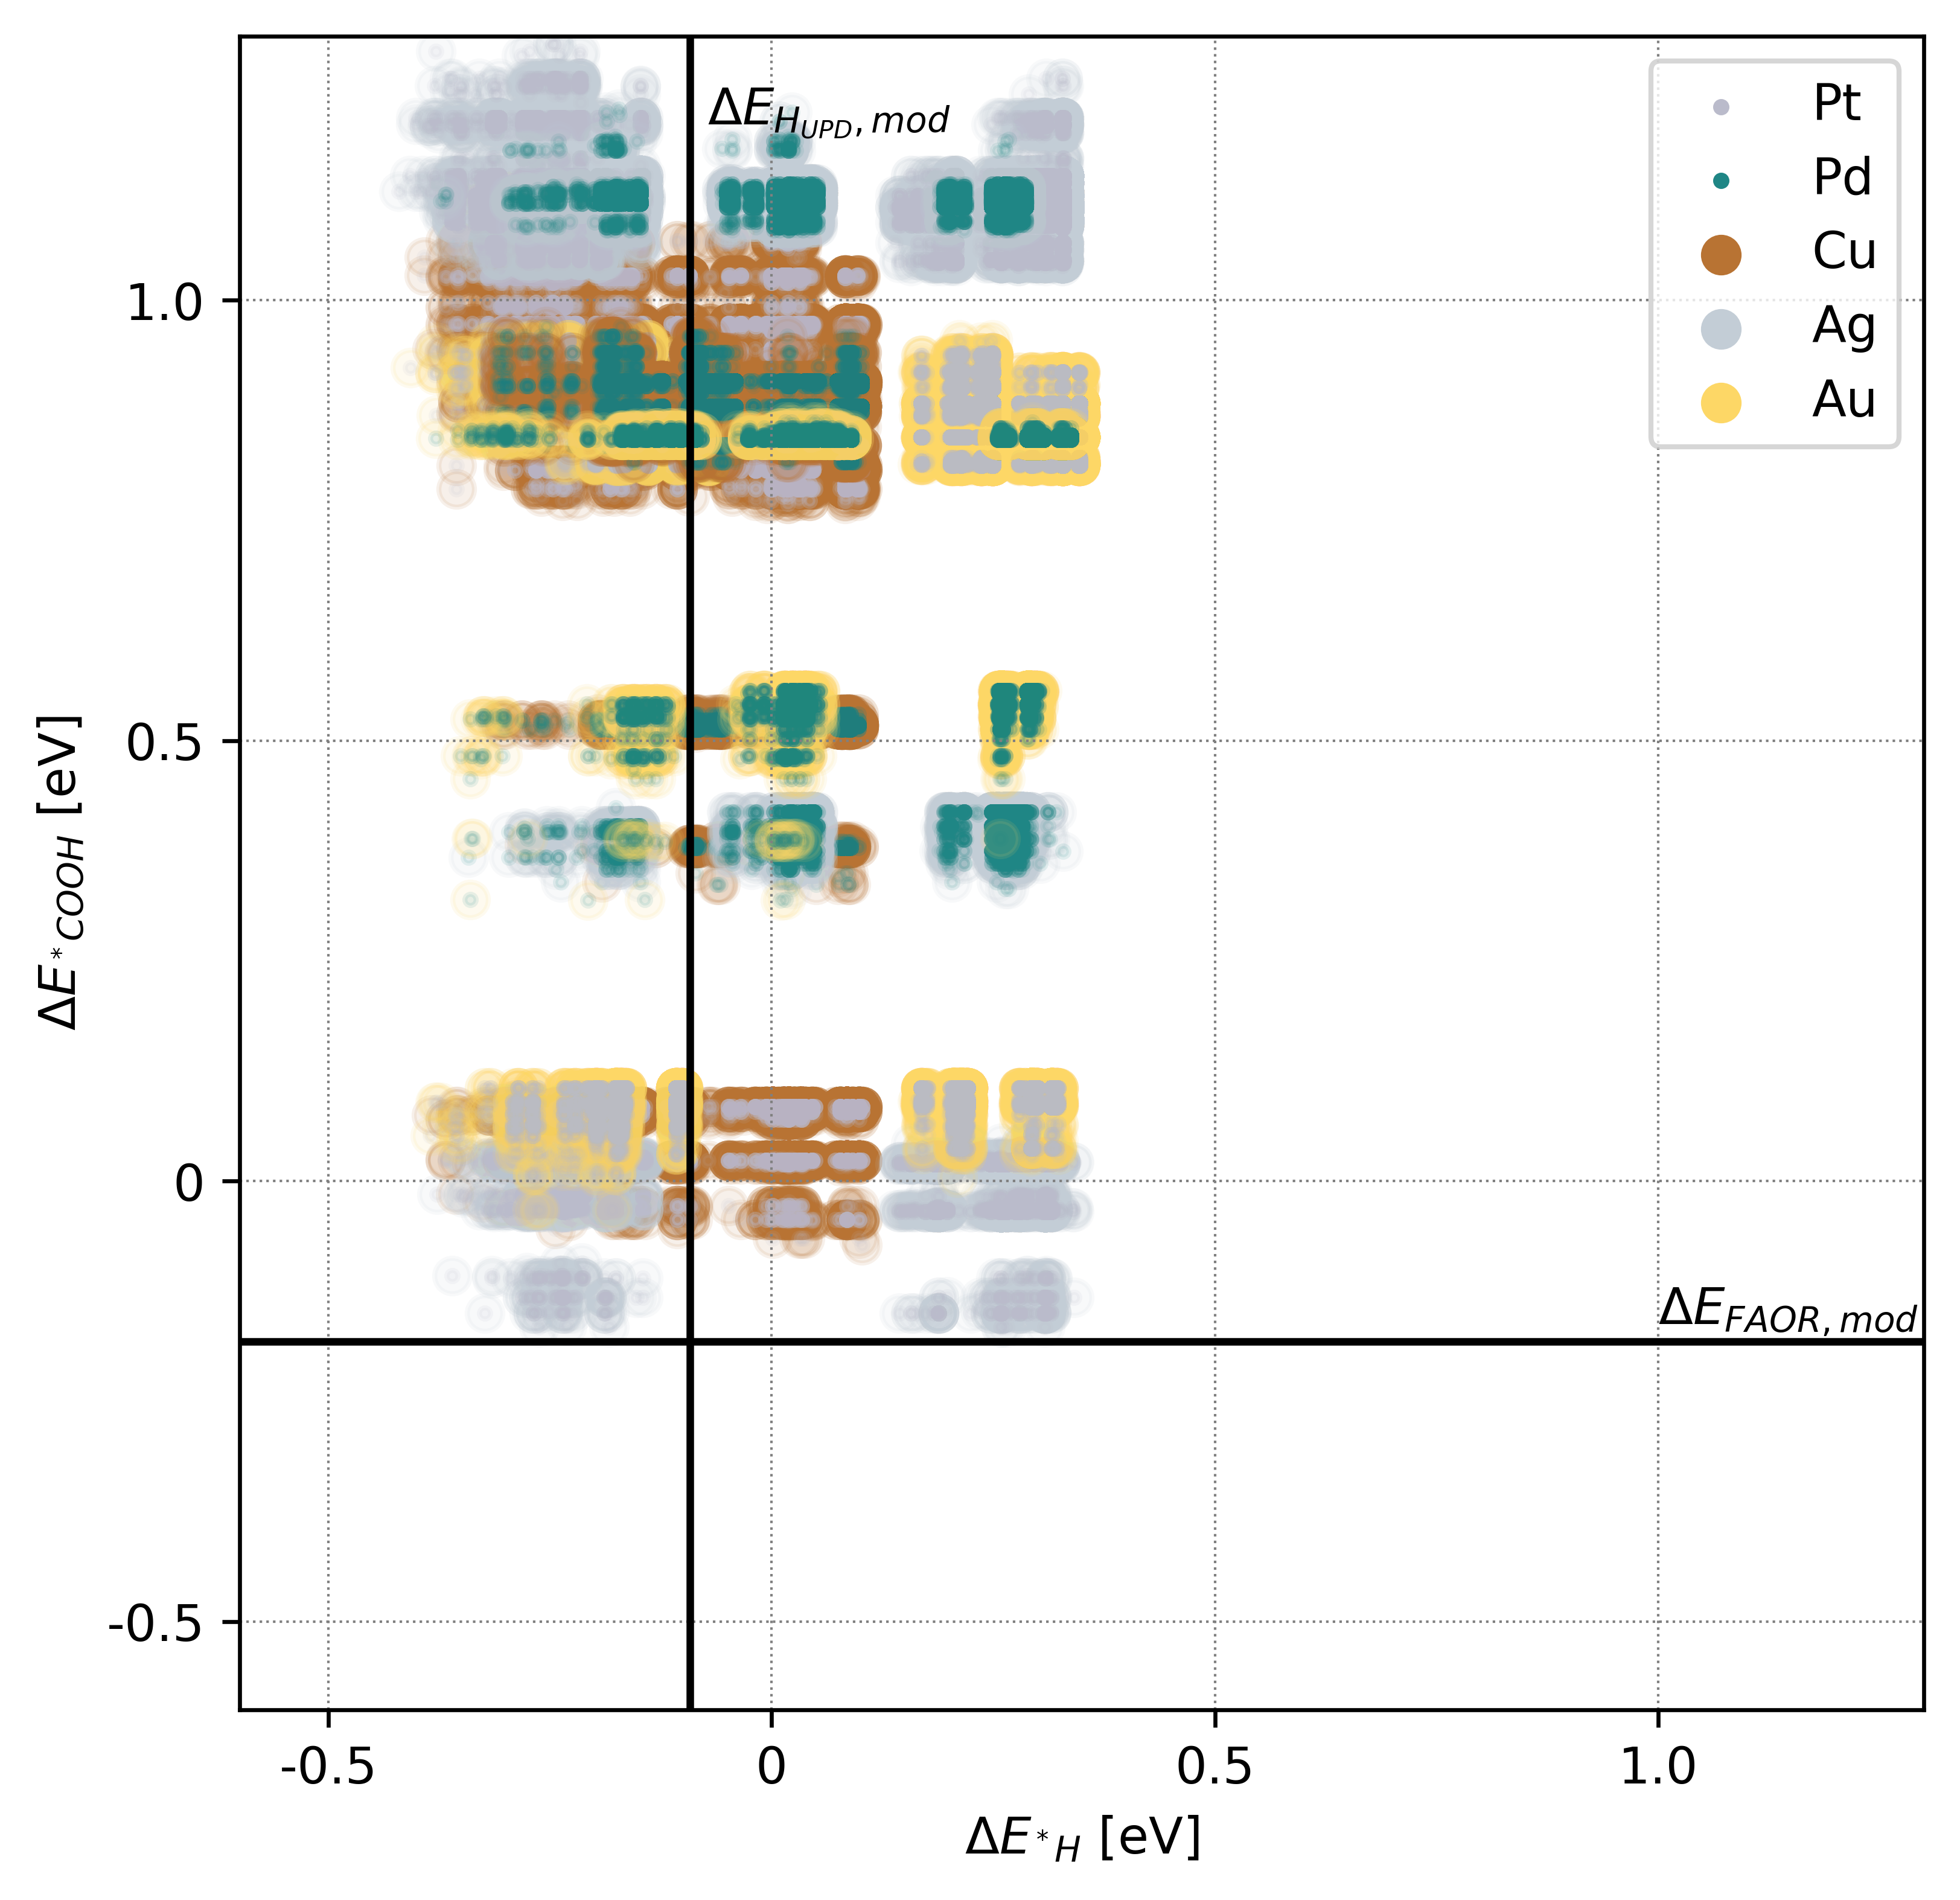 ΔE_{H_{UPD}, mod}
Pt
Pd
Cu
Ag
Au
1.0
0.5
0
-0.5
ΔE_{*COOH} [eV]
ΔE_{FAOR, mod}
-0.5 0 0.5 1.0
ΔE_{*H} [eV]